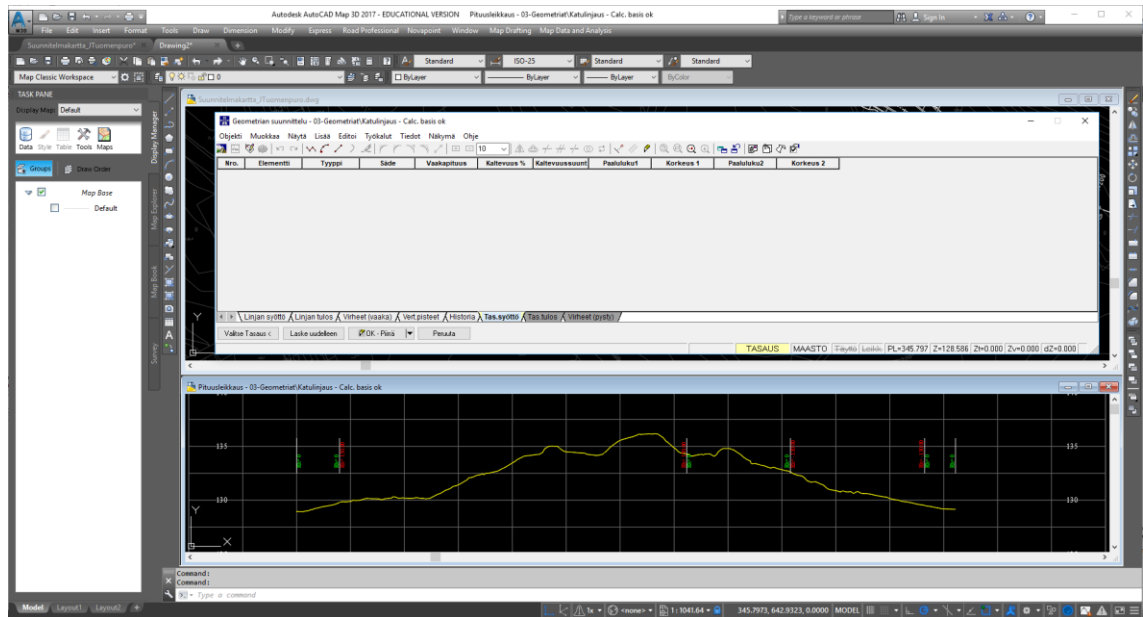 Autodesk AutoCAD Map 3D 2017 - EDUCATIONAL VERSION Pituusleikkaus - 03-Geometriat\Katulinjaus - Calc. basis ok
Type a keyword or phrase
Sign In
File Edit Insert Format Tools Draw Dimension Modify Express Road Professional Novapoint Window Map Drafting Map Data and Analysis
Suunnitelmakartta_ITuomenpuro* Drawing2*
Standard ISO-25 Standard Standard
Map Classic Workspace 0 ByLayer ByLayer ByLayer ByColor
TASK PANE
Display Map: Default
Data Style Table Tools Maps
Groups Draw Order
Map Base
Default
Display Manager
Map Explorer
Map Book
Survey
Suunnitelmakartta_ITuomenpuro.dwg
Geometrian suunnittelu - 03-Geometriat\Katulinjaus - Calc. basis ok
Objekti Muokkaa Näytä Lisää Editoi Työkalut Tiedot Näkymä Ohje
10
Nro. Elementti Tyyppi Säde Vaakapituus Kaltevuus % Kaltevuussuunt Paaluluku1 Korkeus 1 Paaluluku2 Korkeus 2
Linjan syöttö Linjan tulos Virheet (vaaka) Vert.pisteet Historia Tas.syöttö Tas.tulos Virheet (pysty)
Valitse Tasaus < Laske uudelleen OK - Piirrä Peruuta
TASAUS MAASTO Täyttö Leikk. PL=345.797 Z=128.586 Zt=0.000 Zv=0.000 dZ=0.000
Y
Pituusleikkaus - 03-Geometriat\Katulinjaus - Calc. basis ok
135 135
130 130
Y
X
Command:
Command:
Type a command
Model Layout1 Layout2 +
1x <none> 1:1041.64 345.7973, 642.9323, 0.0000 MODEL